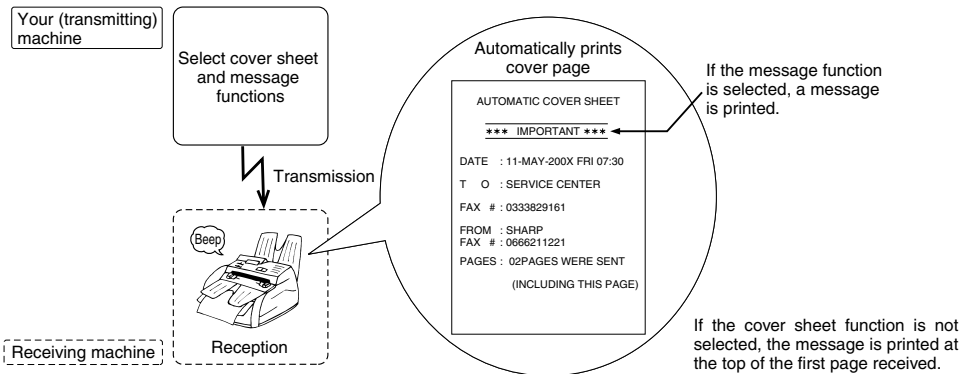 Your (transmitting)
machine
Select cover sheet
and message
functions
Transmission
Beep
Reception
Receiving machine
Automatically prints
cover page
AUTOMATIC COVER SHEET
*** IMPORTANT ***
DATE : 11-MAY-200X FRI 07:30
T O : SERVICE CENTER
FAX # : 0333829161
FROM : SHARP
FAX # : 0666211221
PAGES : 02PAGES WERE SENT
(INCLUDING THIS PAGE)
If the message function
is selected, a message
is printed.
If the cover sheet function is not
selected, the message is printed at
the top of the first page received.